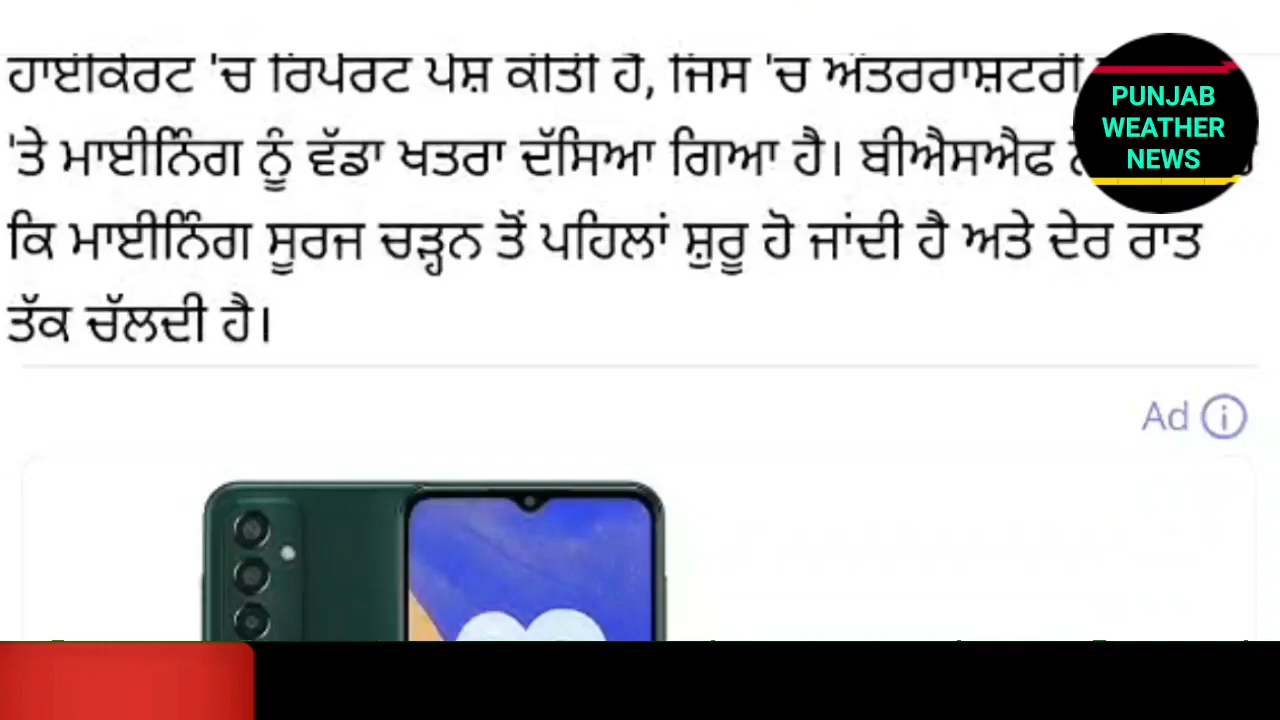 ਹਾਈਕੋਰਟ 'ਚ ਰਿਪੋਰਟ ਪੇਸ਼ ਕੀਤੀ ਹੈ, ਜਿਸ 'ਚ ਅੰਤਰਰਾਸ਼ਟਰੀ
'ਤੇ ਮਾਈਨਿੰਗ ਨੂੰ ਵੱਡਾ ਖਤਰਾ ਦੱਸਿਆ ਗਿਆ ਹੈ। ਬੀਐਸਐਫ
ਕਿ ਮਾਈਨਿੰਗ ਸੂਰਜ ਚੜ੍ਹਨ ਤੋਂ ਪਹਿਲਾਂ ਸ਼ੁਰੂ ਹੋ ਜਾਂਦੀ ਹੈ ਅਤੇ ਦੇਰ ਰਾਤ
ਤੱਕ ਚੱਲਦੀ ਹੈ।
PUNJAB
WEATHER
NEWS
Ad